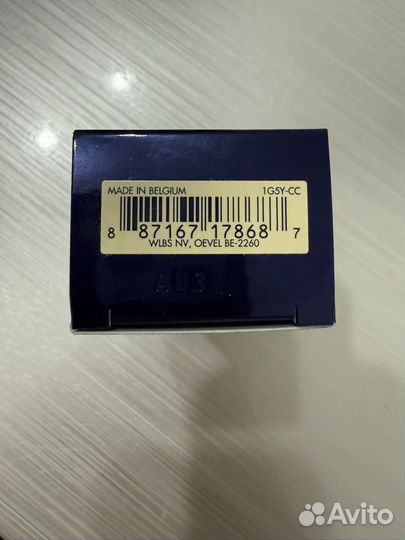 MADE IN BELGIUM 1G5Y-CC
8 87167 17868 7
WLBS NV, OEVEL BE-2260
Avito